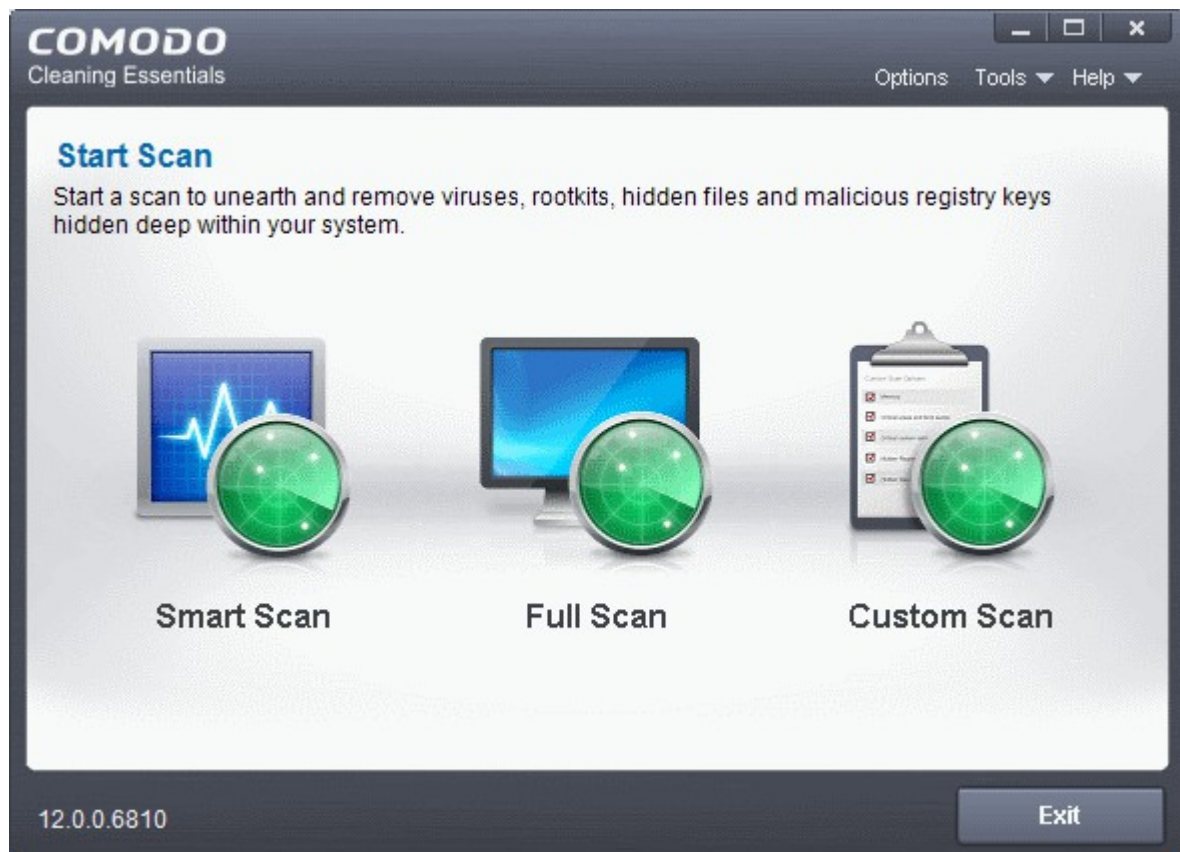 COMODO
Cleaning Essentials
Options Tools Help
Start Scan
Start a scan to unearth and remove viruses, rootkits, hidden files and malicious registry keys
hidden deep within your system.
Smart Scan
Full Scan
Custom Scan
12.0.0.6810
Exit